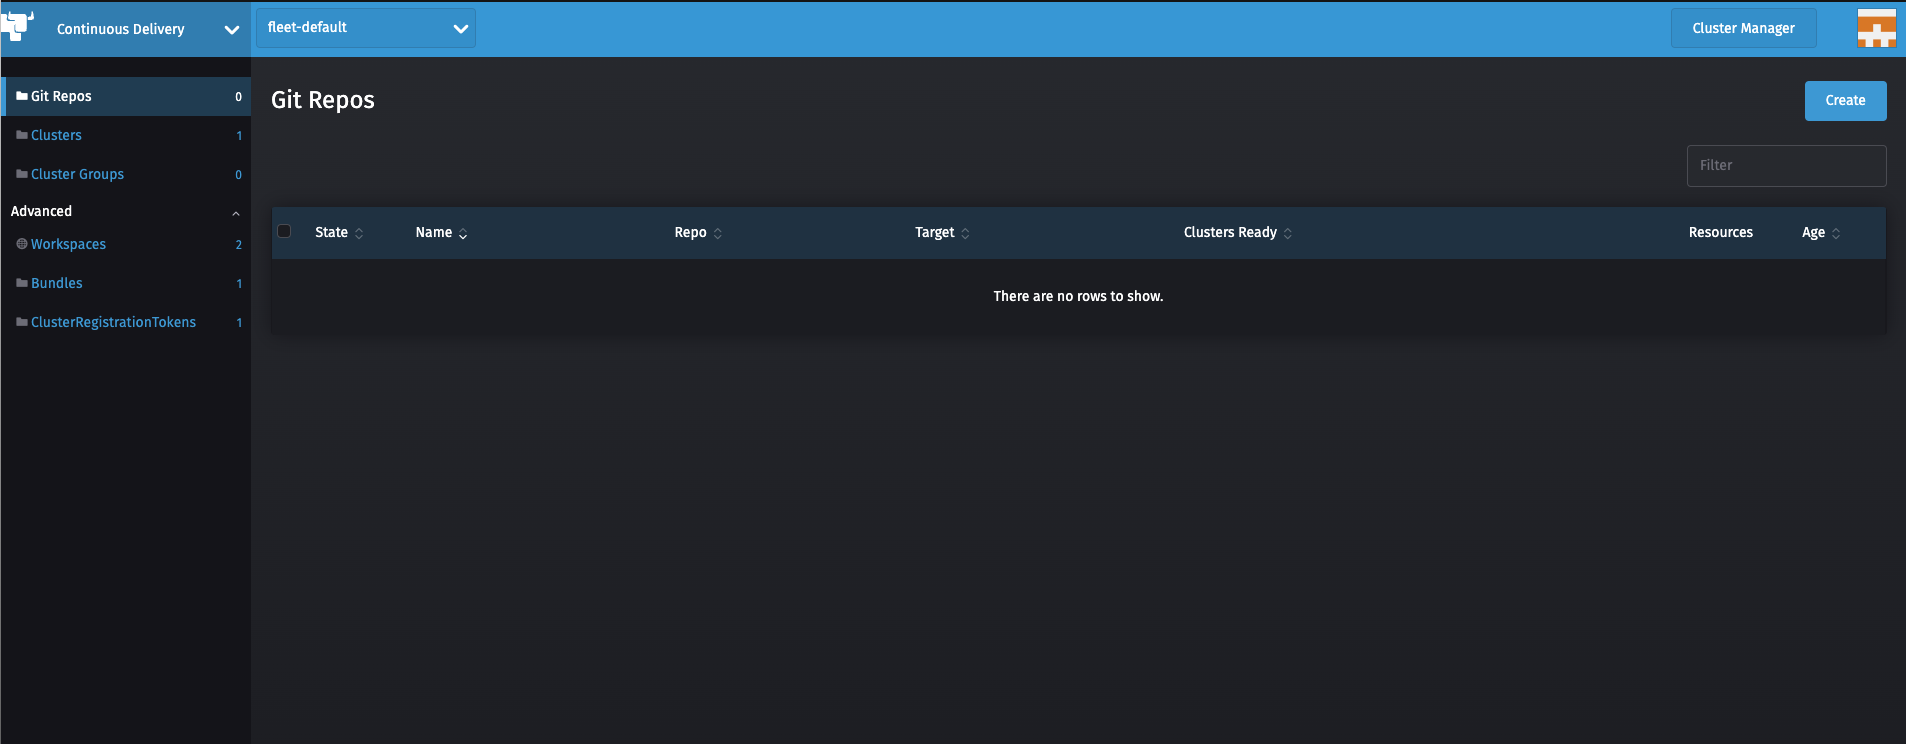 Continuous Delivery
fleet-default
Cluster Manager
Git Repos 0
Clusters 1
Cluster Groups 0
Advanced
Workspaces 2
Bundles 1
ClusterRegistrationTokens 1
Git Repos
Create
Filter
State Name Repo Target Clusters Ready Resources Age
There are no rows to show.